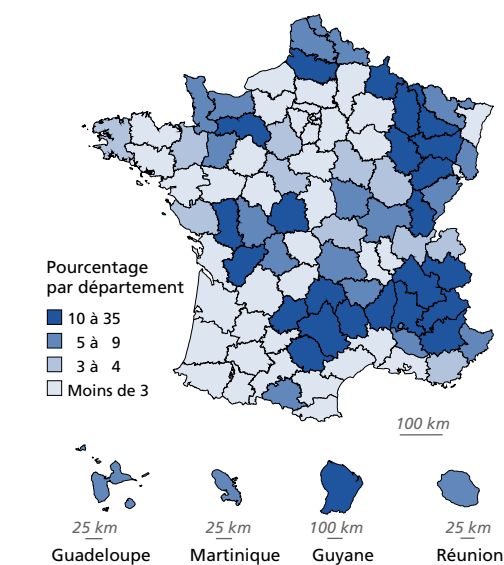 Pourcentage
par département
10 à 35
5 à 9
3 à 4
Moins de 3
100 km
25 km
25 km
100 km
25 km
Guadeloupe
Martinique
Guyane
Réunion